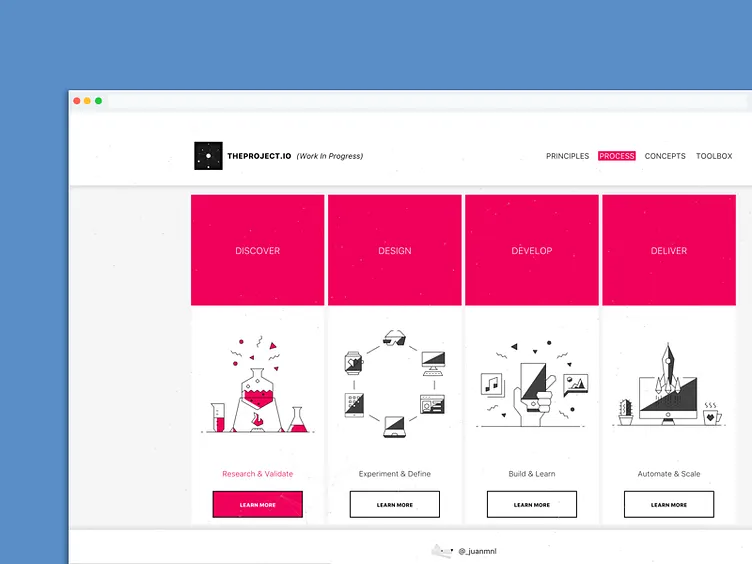 THEPROJECT.IO (Work In Progress)
PRINCIPLES PROCESS CONCEPTS TOOLBOX
DISCOVER DESIGN DEVELOP DELIVER
Research & Validate Experiment & Define Build & Learn Automate & Scale
LEARN MORE LEARN MORE LEARN MORE LEARN MORE
@_juanmnl